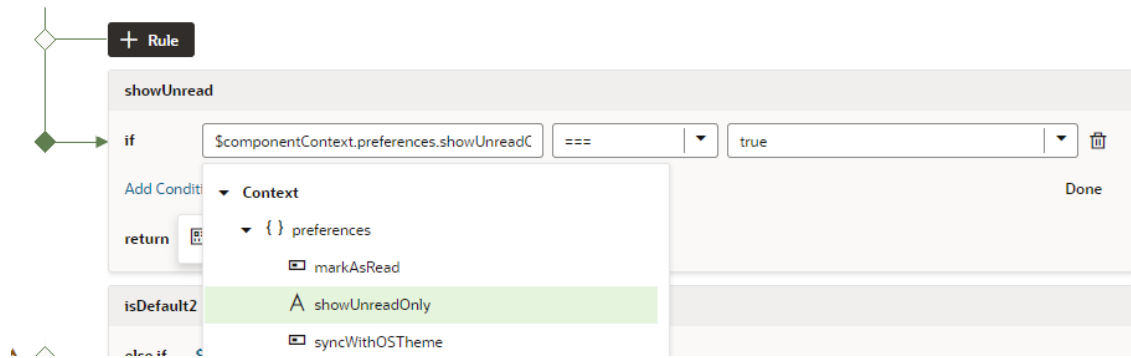 + Rule
showUnread
if $componentContext.preferences.showUnreadC === true
Add Conditi Done
Context
{ } preferences
return
markAsRead
A showUnreadOnly
isDefault2
syncWithOSTheme
else if $